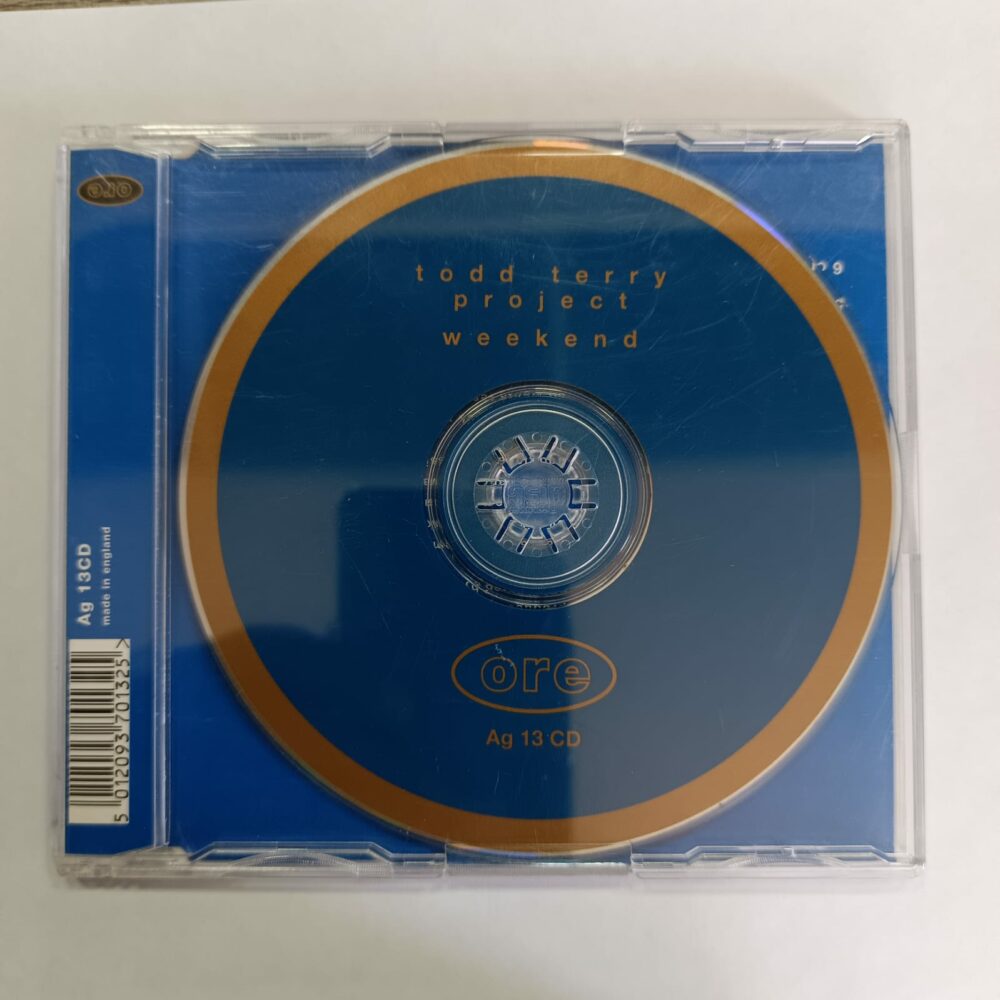 ore
todd terry
project
weekend
ore
Ag 13 CD
Ag 13CD
made in england
5 012093 701325 >